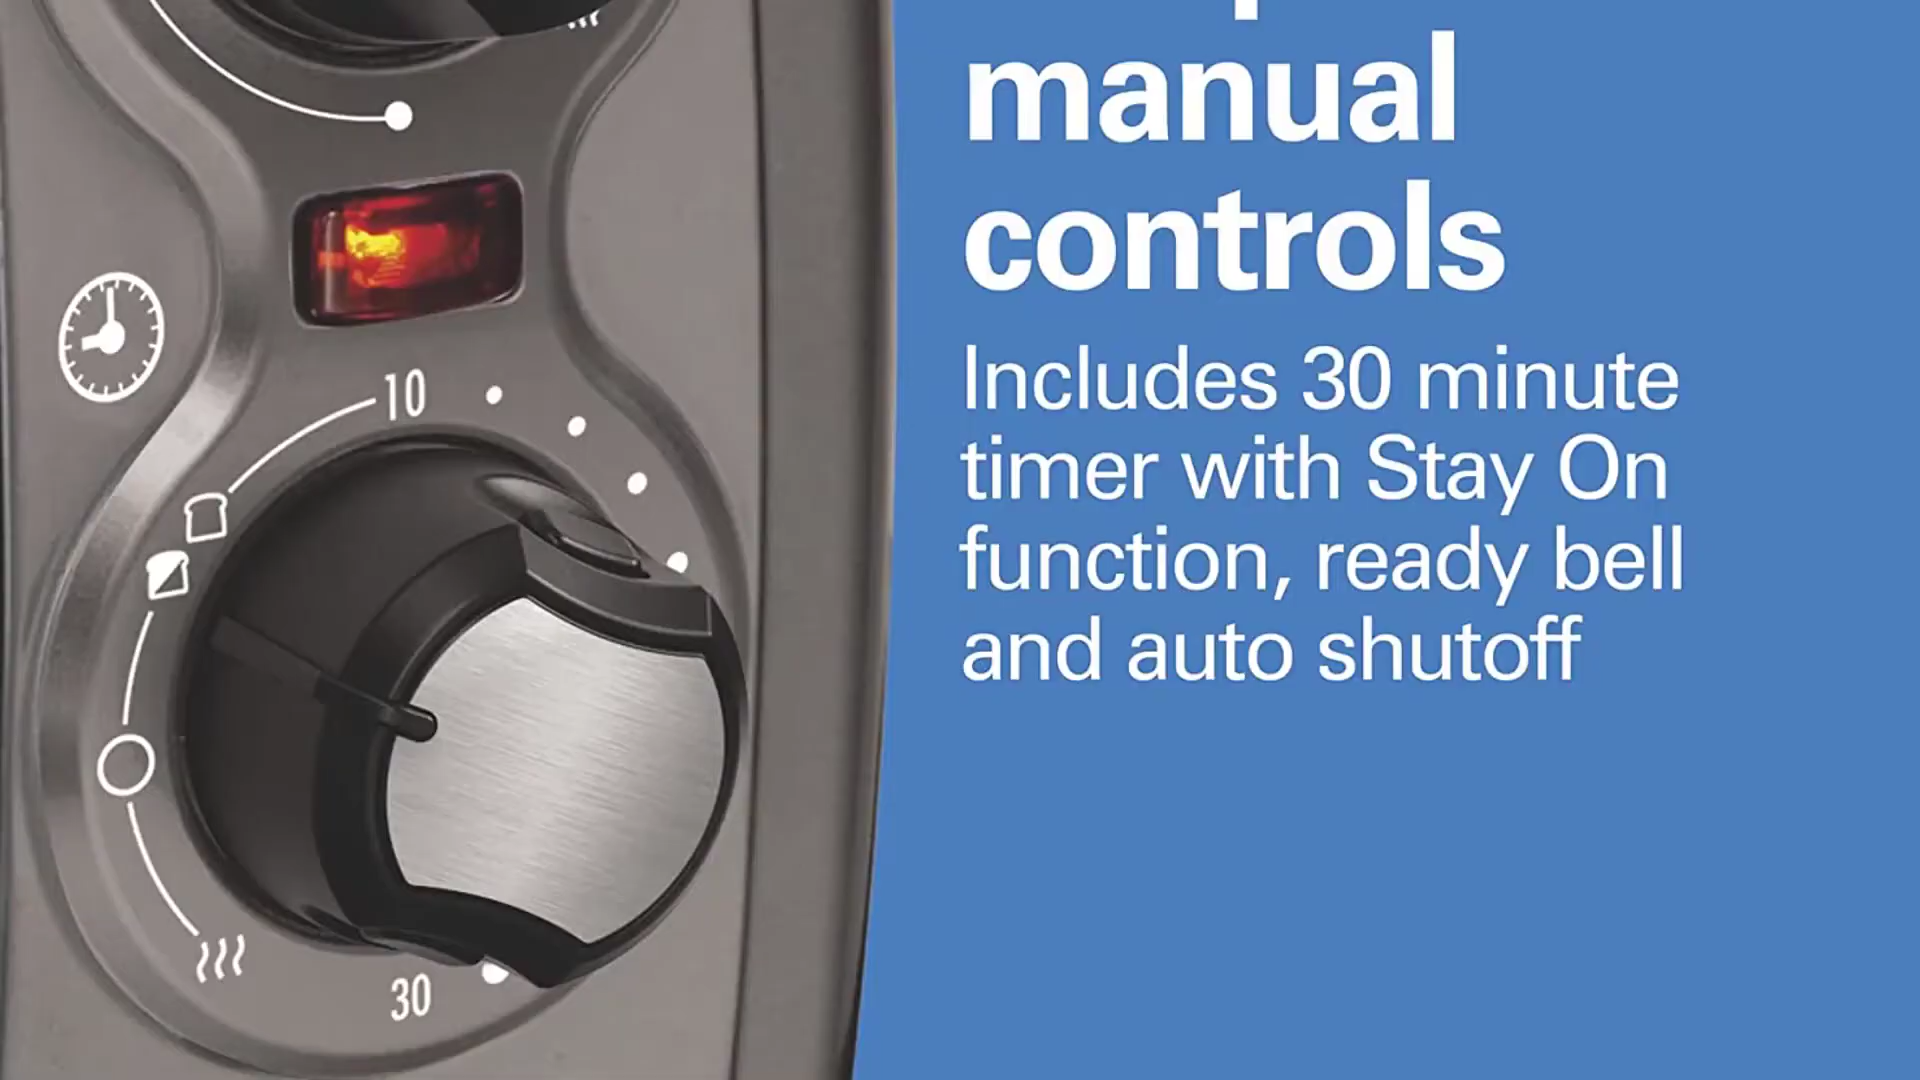 manual
controls
Includes 30 minute
timer with Stay On
function, ready bell
and auto shutoff
10
30